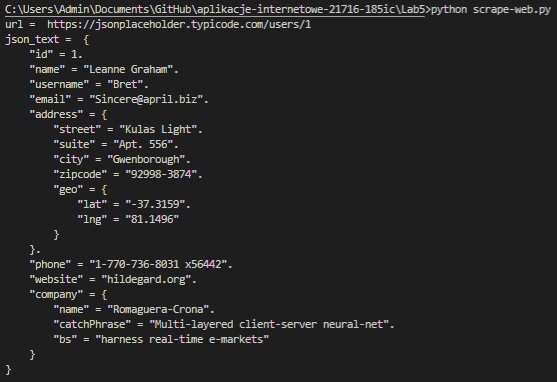 C:\Users\Admin\Documents\GitHub\aplikacje-internetowe-21716-185ic\Lab5>python scrape-web.py
url =  https://jsonplaceholder.typicode.com/users/1
json_text =  {
    "id" = 1.
    "name" = "Leanne Graham".
    "username" = "Bret".
    "email" = "Sincere@april.biz".
    "address" = {
        "street" = "Kulas Light".
        "suite" = "Apt. 556".
        "city" = "Gwenborough".
        "zipcode" = "92998-3874".
        "geo" = {
            "lat" = "-37.3159".
            "lng" = "81.1496"
        }
    }.
    "phone" = "1-770-736-8031 x56442".
    "website" = "hildegard.org".
    "company" = {
        "name" = "Romaguera-Crona".
        "catchPhrase" = "Multi-layered client-server neural-net".
        "bs" = "harness real-time e-markets"
    }
}